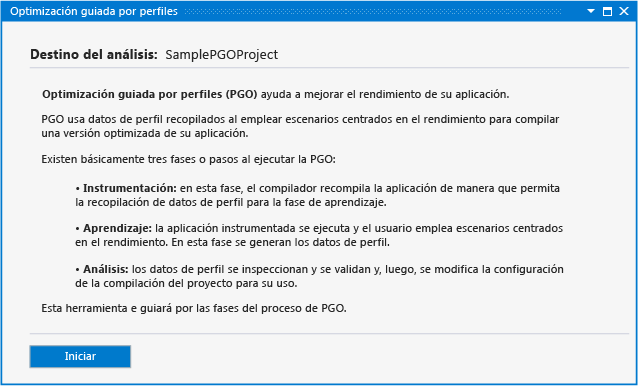 Optimización guiada por perfiles
Destino del análisis: SamplePGOProject
Optimización guiada por perfiles (PGO) ayuda a mejorar el rendimiento de su aplicación.
PGO usa datos de perfil recopilados al emplear escenarios centrados en el rendimiento para compilar
una versión optimizada de su aplicación.
Existen básicamente tres fases o pasos al ejecutar la PGO:
• Instrumentación: en esta fase, el compilador recompila la aplicación de manera que permita
la recopilación de datos de perfil para la fase de aprendizaje.
• Aprendizaje: la aplicación instrumentada se ejecuta y el usuario emplea escenarios centrados
en el rendimiento. En esta fase se generan los datos de perfil.
• Análisis: los datos de perfil se inspeccionan y se validan y, luego, se modifica la configuración
de la compilación del proyecto para su uso.
Esta herramienta e guiará por las fases del proceso de PGO.
Iniciar